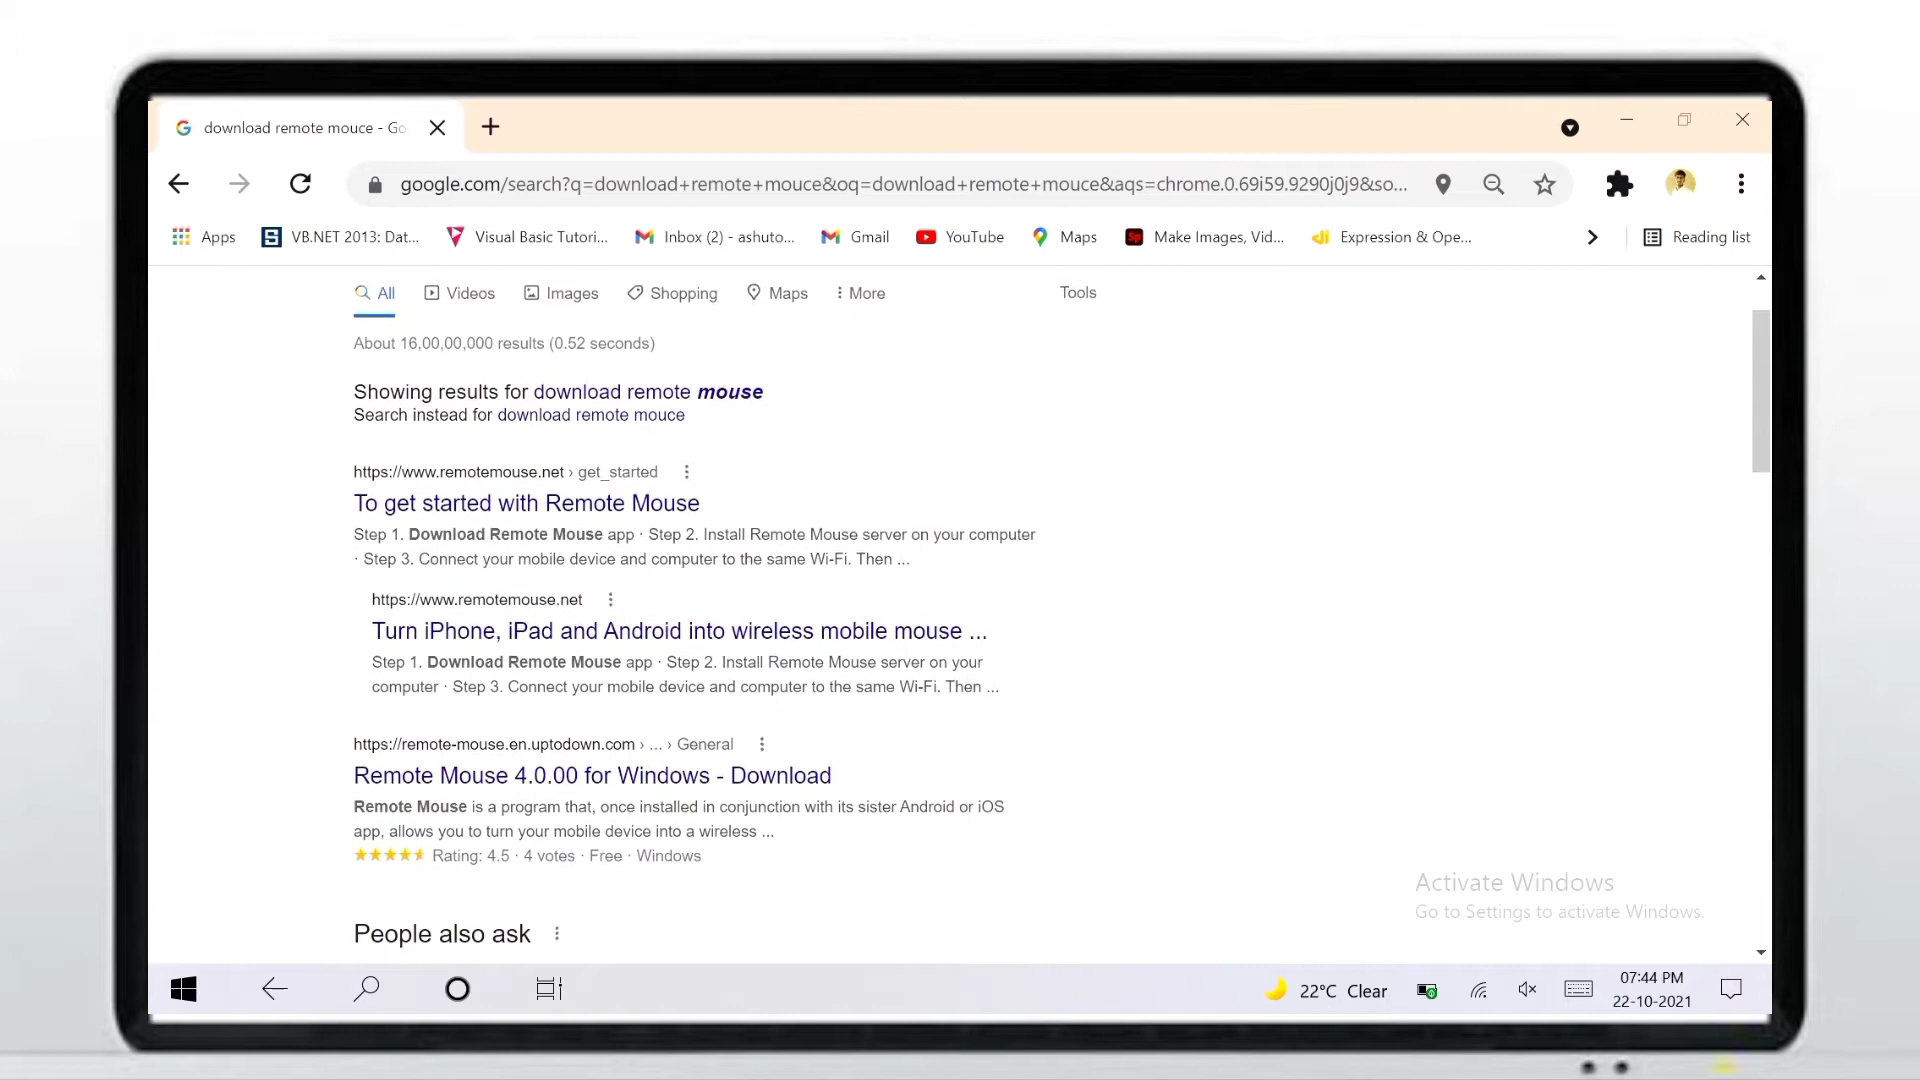 download remote mouce - Go
google.com/search?q=download+remote+mouce&oq=download+remote+mouce&aqs=chrome.0.69i59.9290j0j9&so...
Apps VB.NET 2013: Dat... Visual Basic Tutori... Inbox (2) - ashuto... Gmail YouTube Maps Sp Make Images, Vid... Expression & Ope... Reading list
All Videos Images Shopping Maps More Tools
About 16,00,00,000 results (0.52 seconds)
Showing results for download remote mouse
Search instead for download remote mouce
https://www.remotemouse.net › get_started
To get started with Remote Mouse
Step 1. Download Remote Mouse app · Step 2. Install Remote Mouse server on your computer
· Step 3. Connect your mobile device and computer to the same Wi-Fi. Then ...
https://www.remotemouse.net
Turn iPhone, iPad and Android into wireless mobile mouse ...
Step 1. Download Remote Mouse app · Step 2. Install Remote Mouse server on your
computer · Step 3. Connect your mobile device and computer to the same Wi-Fi. Then ...
https://remote-mouse.en.uptodown.com › ... › General
Remote Mouse 4.0.00 for Windows - Download
Remote Mouse is a program that, once installed in conjunction with its sister Android or iOS
app, allows you to turn your mobile device into a wireless ...
Rating: 4.5 · 4 votes · Free · Windows
People also ask
Activate Windows
Go to Settings to activate Windows.
22°C Clear
07:44 PM
22-10-2021